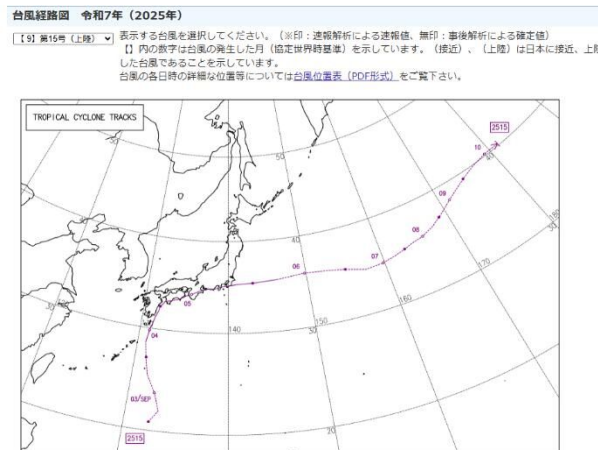 台風経路図　令和7年（2025年）
【 9】第15号（上陸）
表示する台風を選択してください。（※印：速報解析による速報値、無印：事後解析による確定値）
【】内の数字は台風の発生した月（協定世界時基準）を示しています。（接近）、（上陸）は日本に接近、上陸
した台風であることを示しています。
台風の各日時の詳細な位置等については台風位置表（PDF形式）をご覧下さい。
TROPICAL CYCLONE TRACKS
2515
10
50
50
09
180
08
40
07
06
170
160
05
150
140
30
04
03/SEP
2515
20